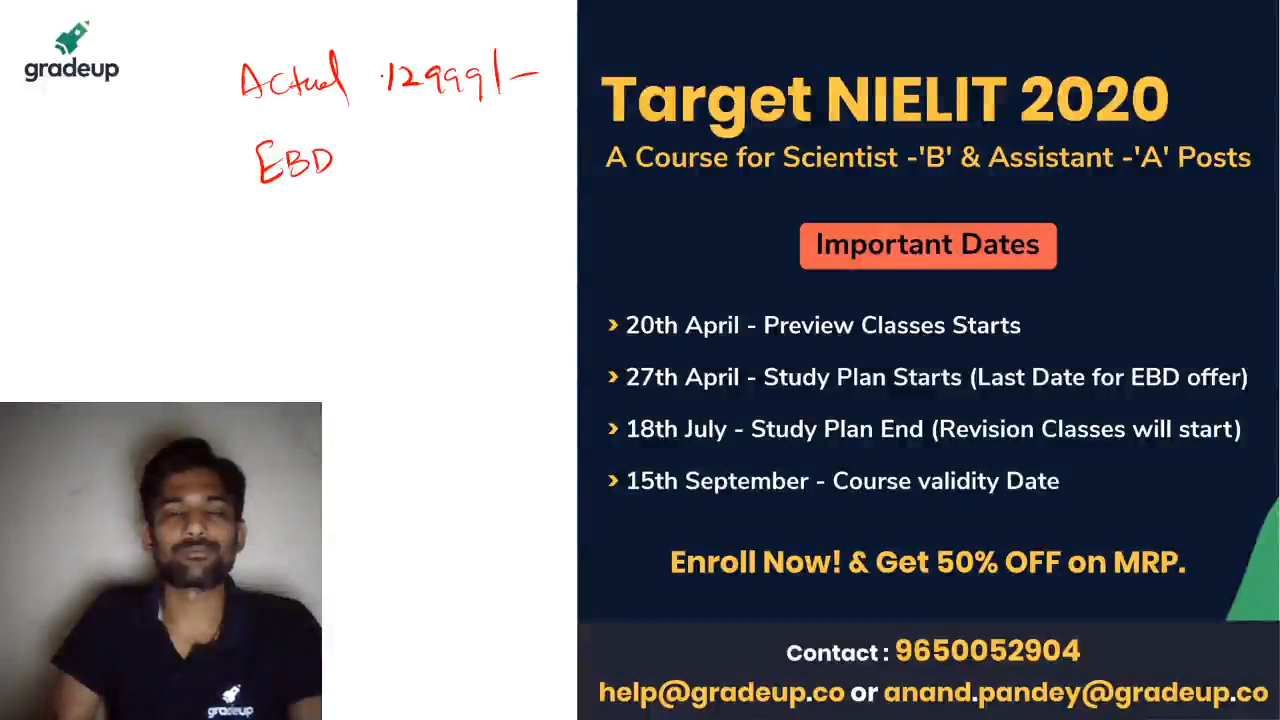 gradeup
Actual 12999/-
EBD
Target NIELIT 2020
A Course for Scientist -'B' & Assistant -'A' Posts
Important Dates
20th April - Preview Classes Starts
27th April - Study Plan Starts (Last Date for EBD offer)
18th July - Study Plan End (Revision Classes will start)
15th September - Course validity Date
Enroll Now! & Get 50% OFF on MRP.
Contact : 9650052904
help@gradeup.co or anand.pandey@gradeup.co
gradeup